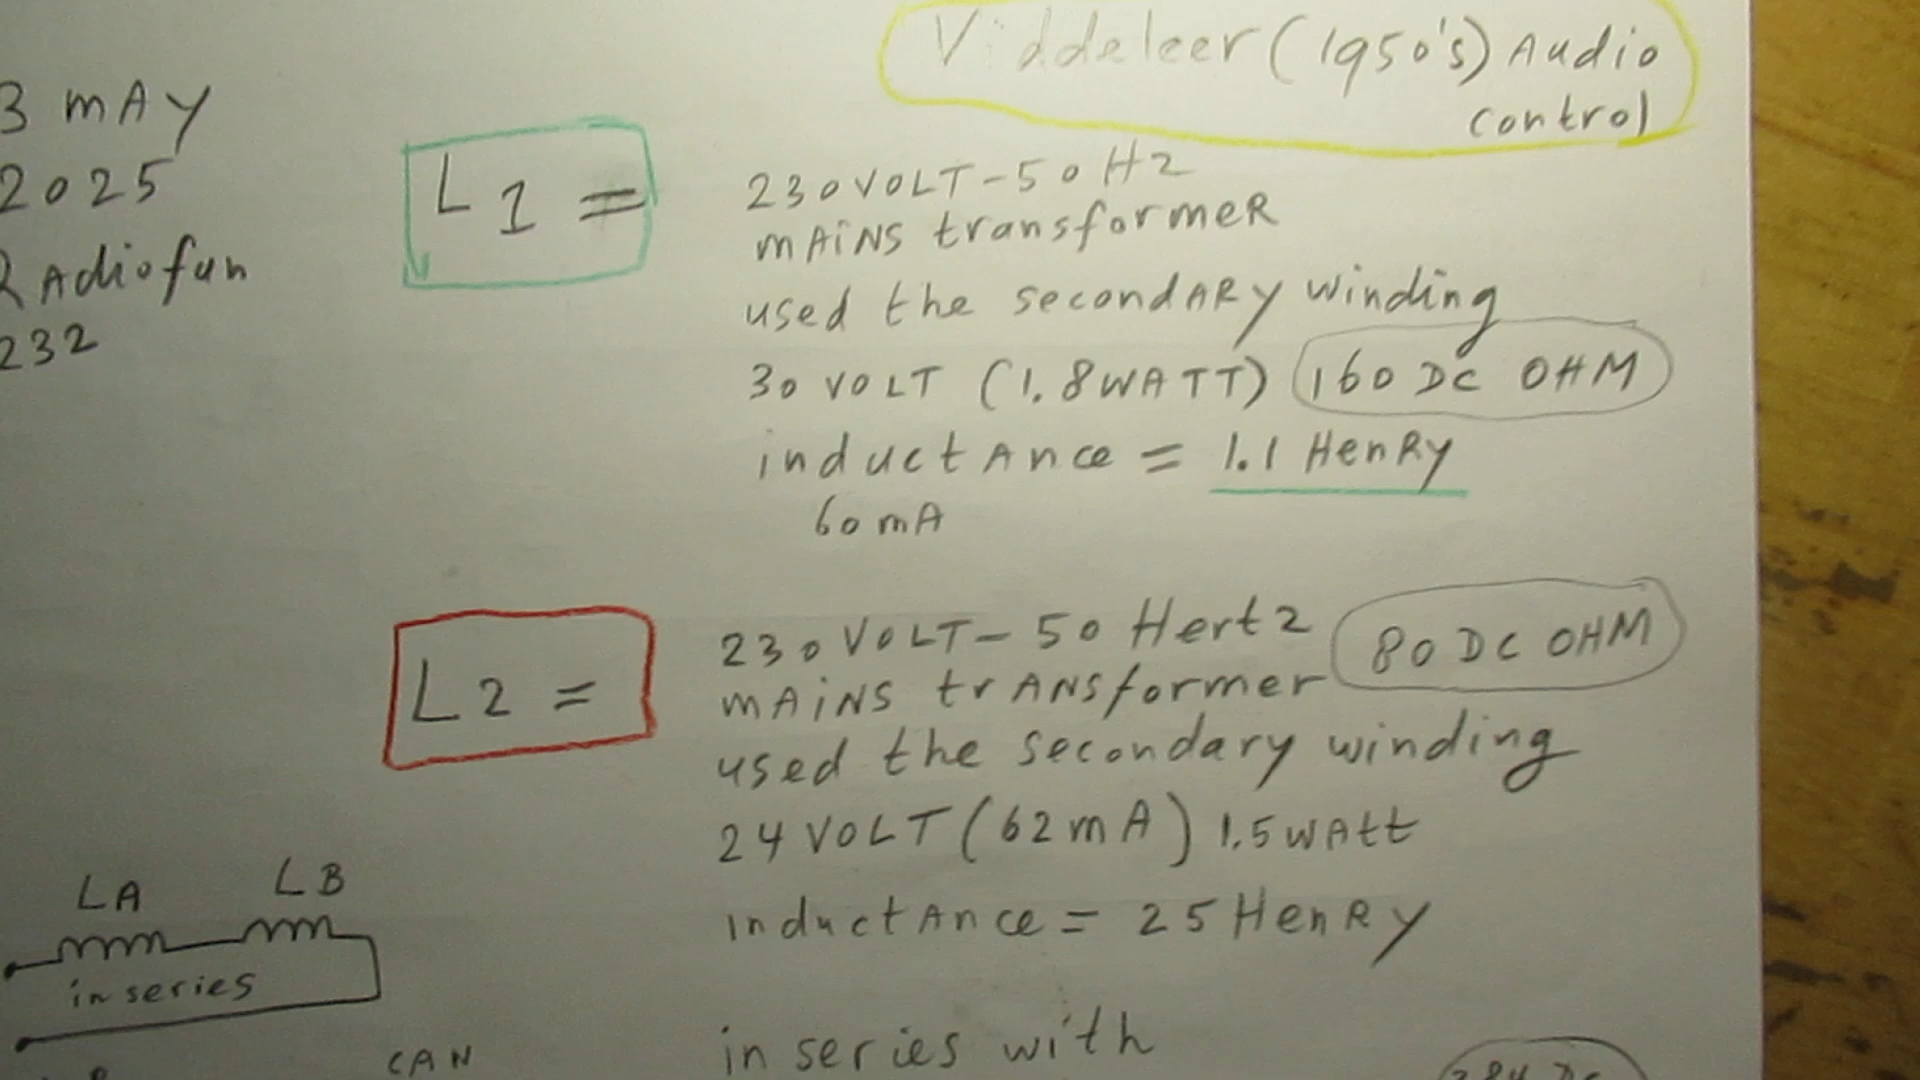 Viddeleer (1950's) Audio
control
3 mAy
2025
RAdiofun
232
L1 =
230 VOLT-50 Hz
mAiNS transformeR
used the secondARy winding
30 VOLT (1.8WATT) 160 DC OHM
inductAnce = 1.1 HenRy
60 mA
L2 =
230 VOLT- 50 Hertz
80 DC OHM
mAiNS trANSformer
used the secondary winding
24 VOLT (62 mA) 1.5 WAtt
inductAnce = 25 HenRy
LA LB
in series
in series with
CAN